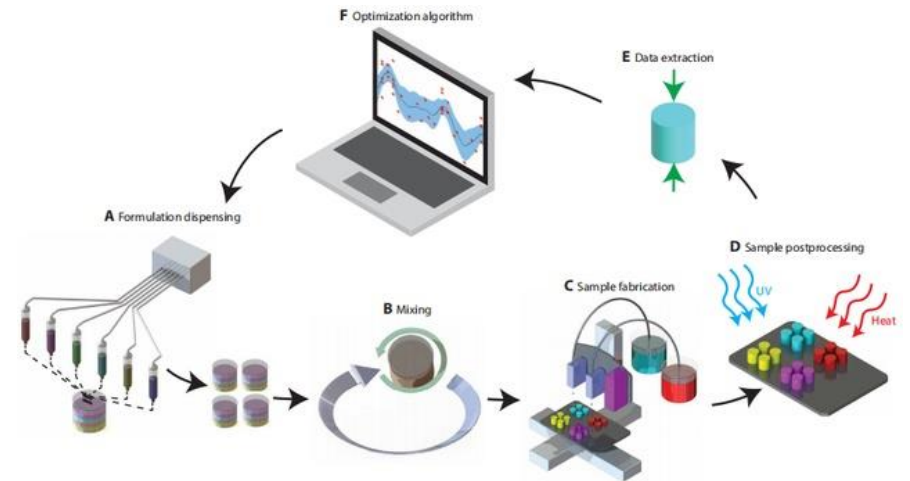 F Optimization algorithm
E Data extraction
A Formulation dispensing
D Sample postprocessing
B Mixing
C Sample fabrication
UV
Heat